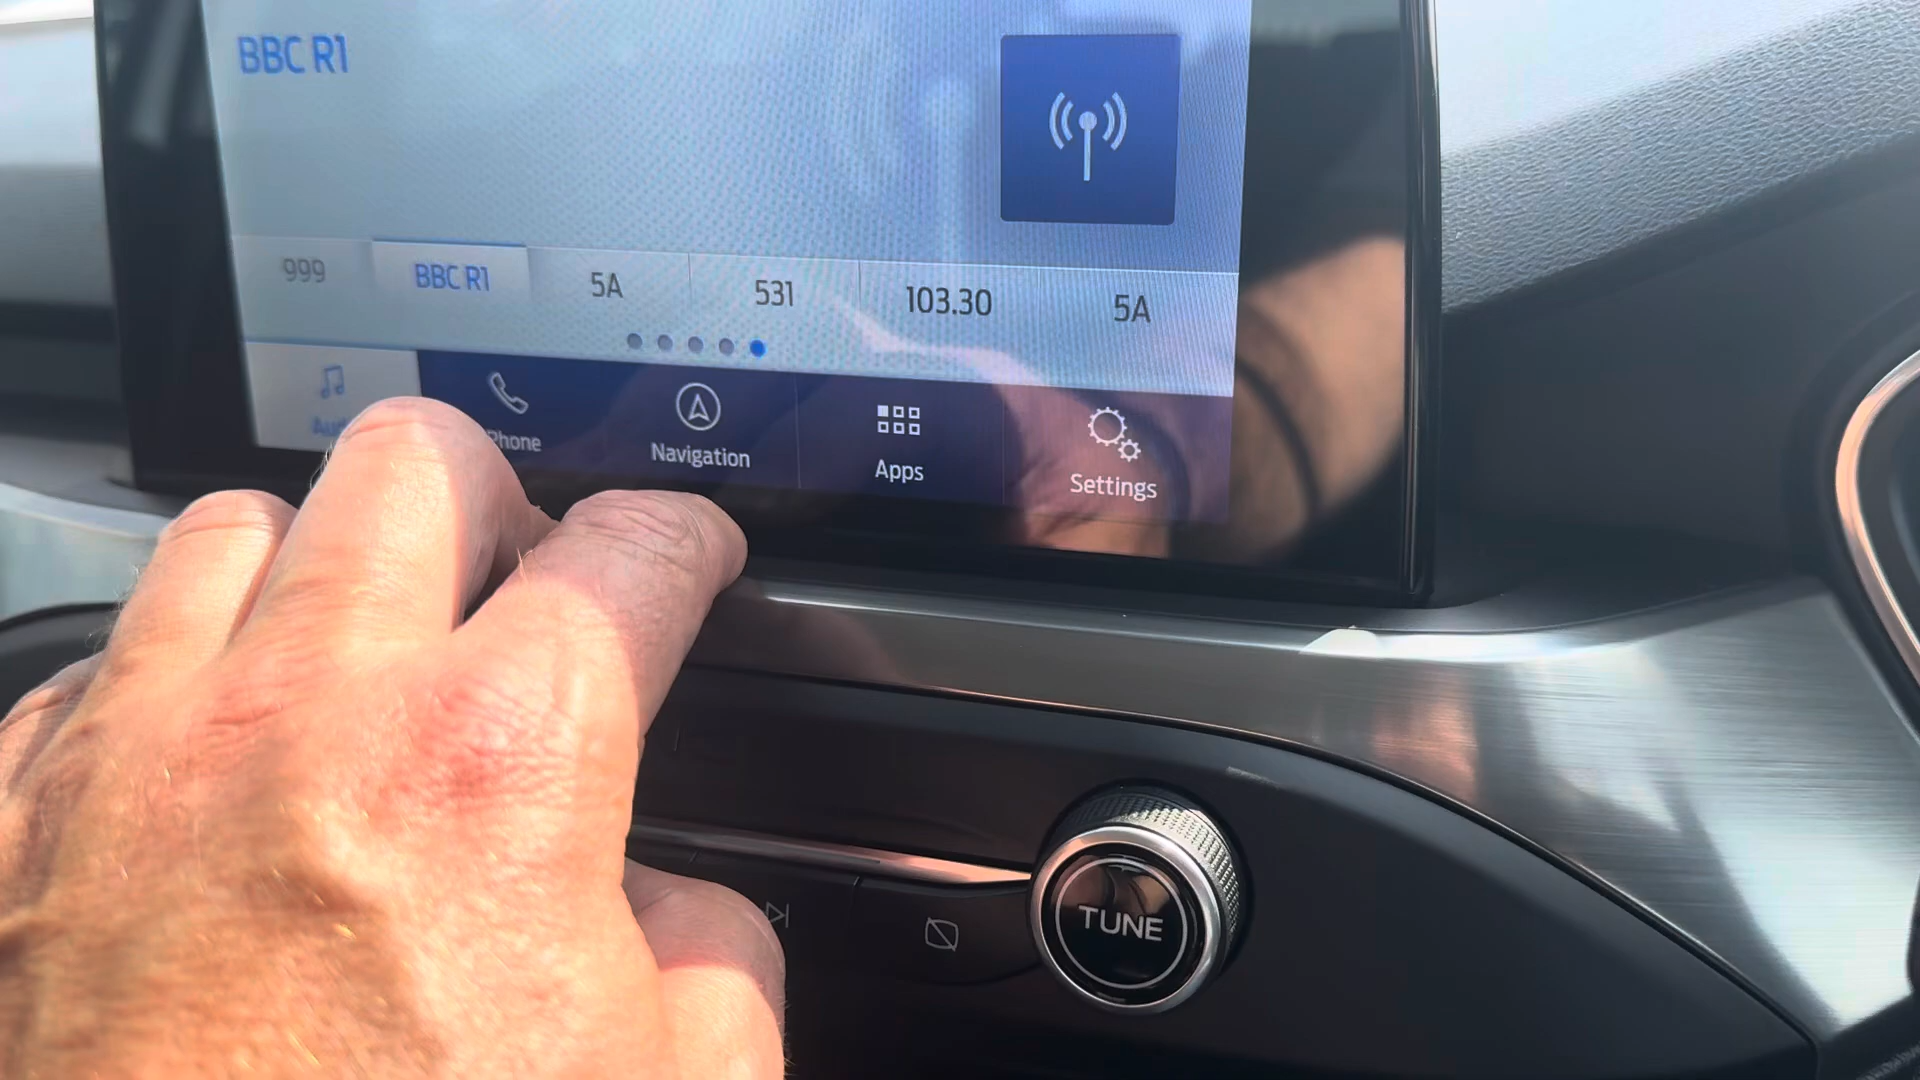 BBC R1
999 BBC R1 5A 531 103.30 5A
Phone Navigation Apps Settings
TUNE